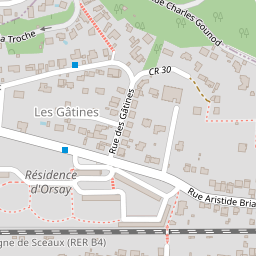 ue Charles Gounod
a Troche
CR 30
Les Gâtines
Rue des Gâtines
Résidence
d'Orsay
Rue Aristide Bria
gne de Sceaux (RER B4)